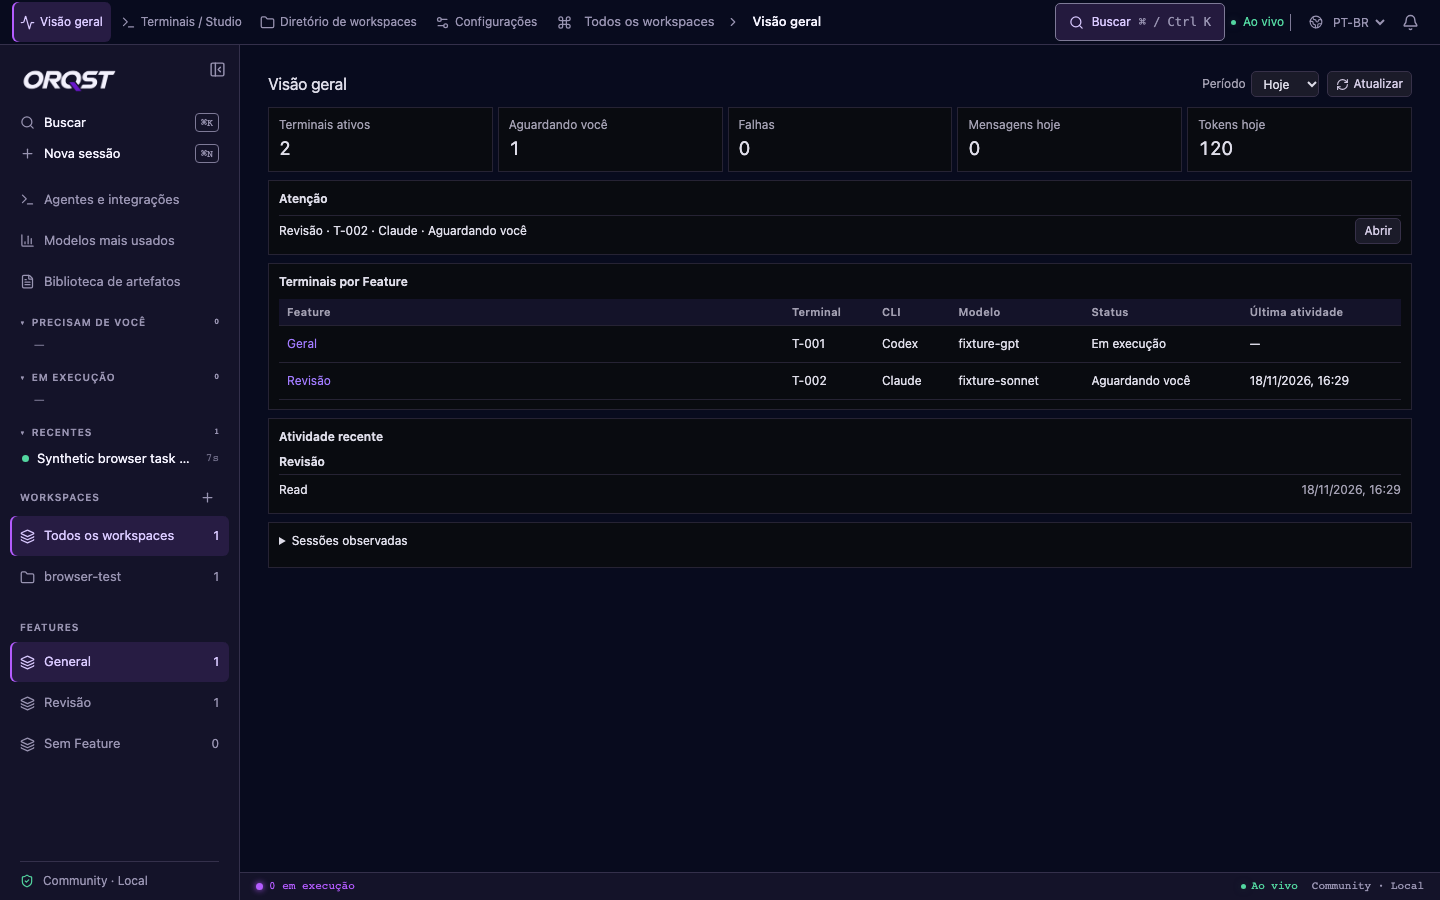 Visão geral
Terminais / Studio
Diretório de workspaces
Configurações
Todos os workspaces
Visão geral
Buscar ⌘ / Ctrl K
Ao vivo
PT-BR
ORQST
Buscar ⌘K
Nova sessão ⌘N
Agentes e integrações
Modelos mais usados
Biblioteca de artefatos
PRECISAM DE VOCÊ 0
—
EM EXECUÇÃO 0
—
RECENTES 1
Synthetic browser task ... 7s
WORKSPACES
Todos os workspaces 1
browser-test 1
FEATURES
General 1
Revisão 1
Sem Feature 0
Community · Local
Visão geral
Período Hoje Atualizar
Terminais ativos
2
Aguardando você
1
Falhas
0
Mensagens hoje
0
Tokens hoje
120
Atenção
Revisão · T-002 · Claude · Aguardando você Abrir
Terminais por Feature
Feature Terminal CLI Modelo Status Última atividade
Geral T-001 Codex fixture-gpt Em execução —
Revisão T-002 Claude fixture-sonnet Aguardando você 18/11/2026, 16:29
Atividade recente
Revisão
Read 18/11/2026, 16:29
Sessões observadas
0 em execução
Ao vivo Community · Local